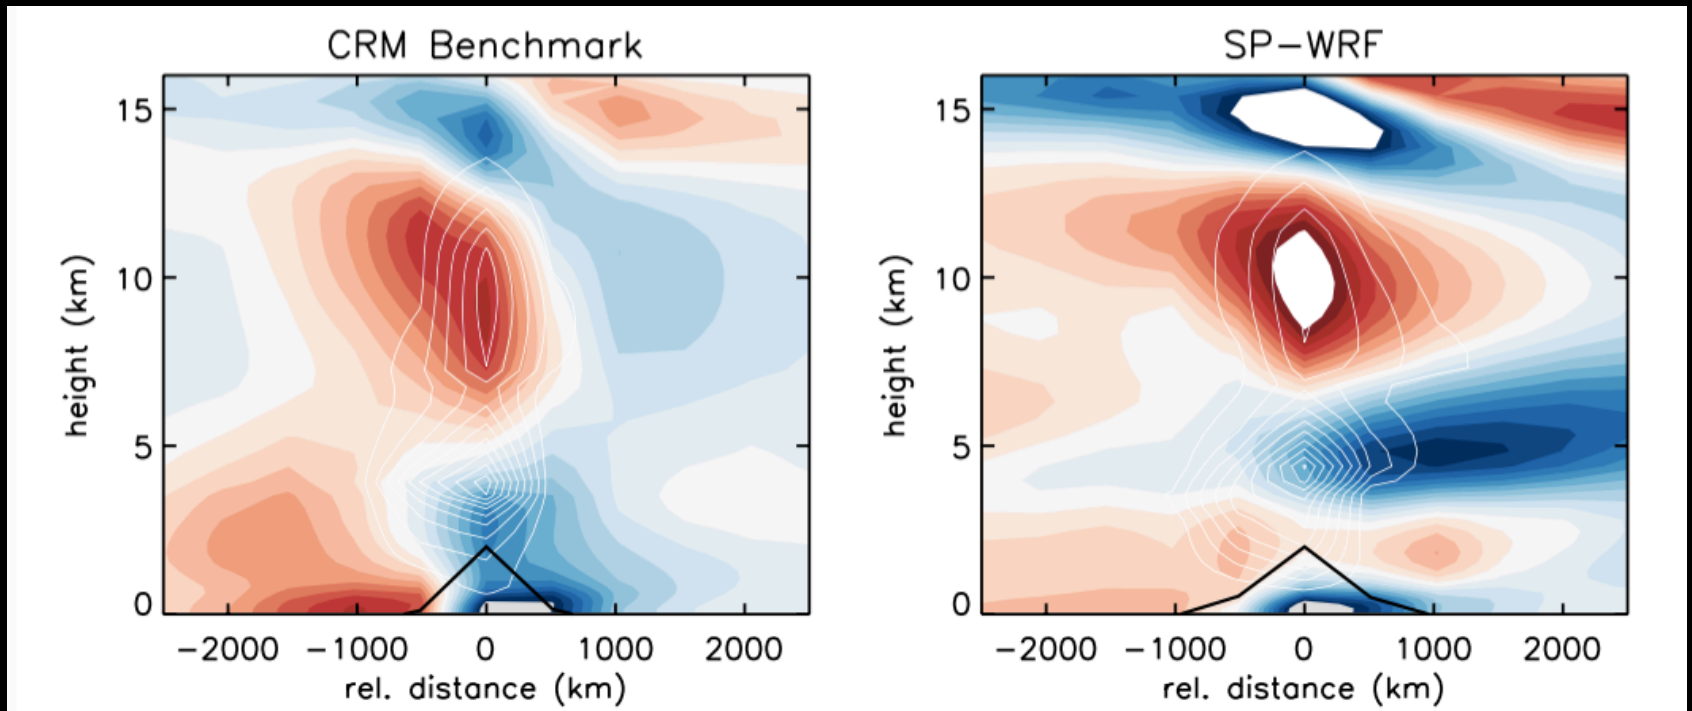 CRM Benchmark
15
10
5
0
height (km)
−2000 −1000 0 1000 2000
rel. distance (km)
SP−WRF
15
10
5
0
height (km)
−2000 −1000 0 1000 2000
rel. distance (km)